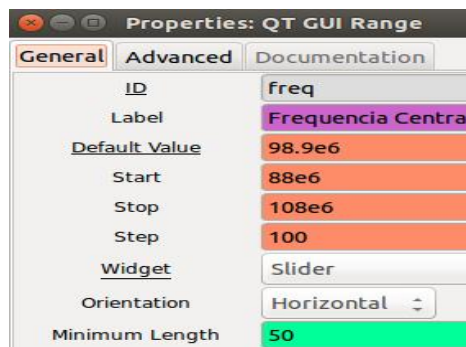 Properties: QT GUI Range
General Advanced Documentation
ID freq
Label Frequencia Centra
Default Value 98.9e6
Start 88e6
Stop 108e6
Step 100
Widget Slider
Orientation Horizontal
Minimum Length 50